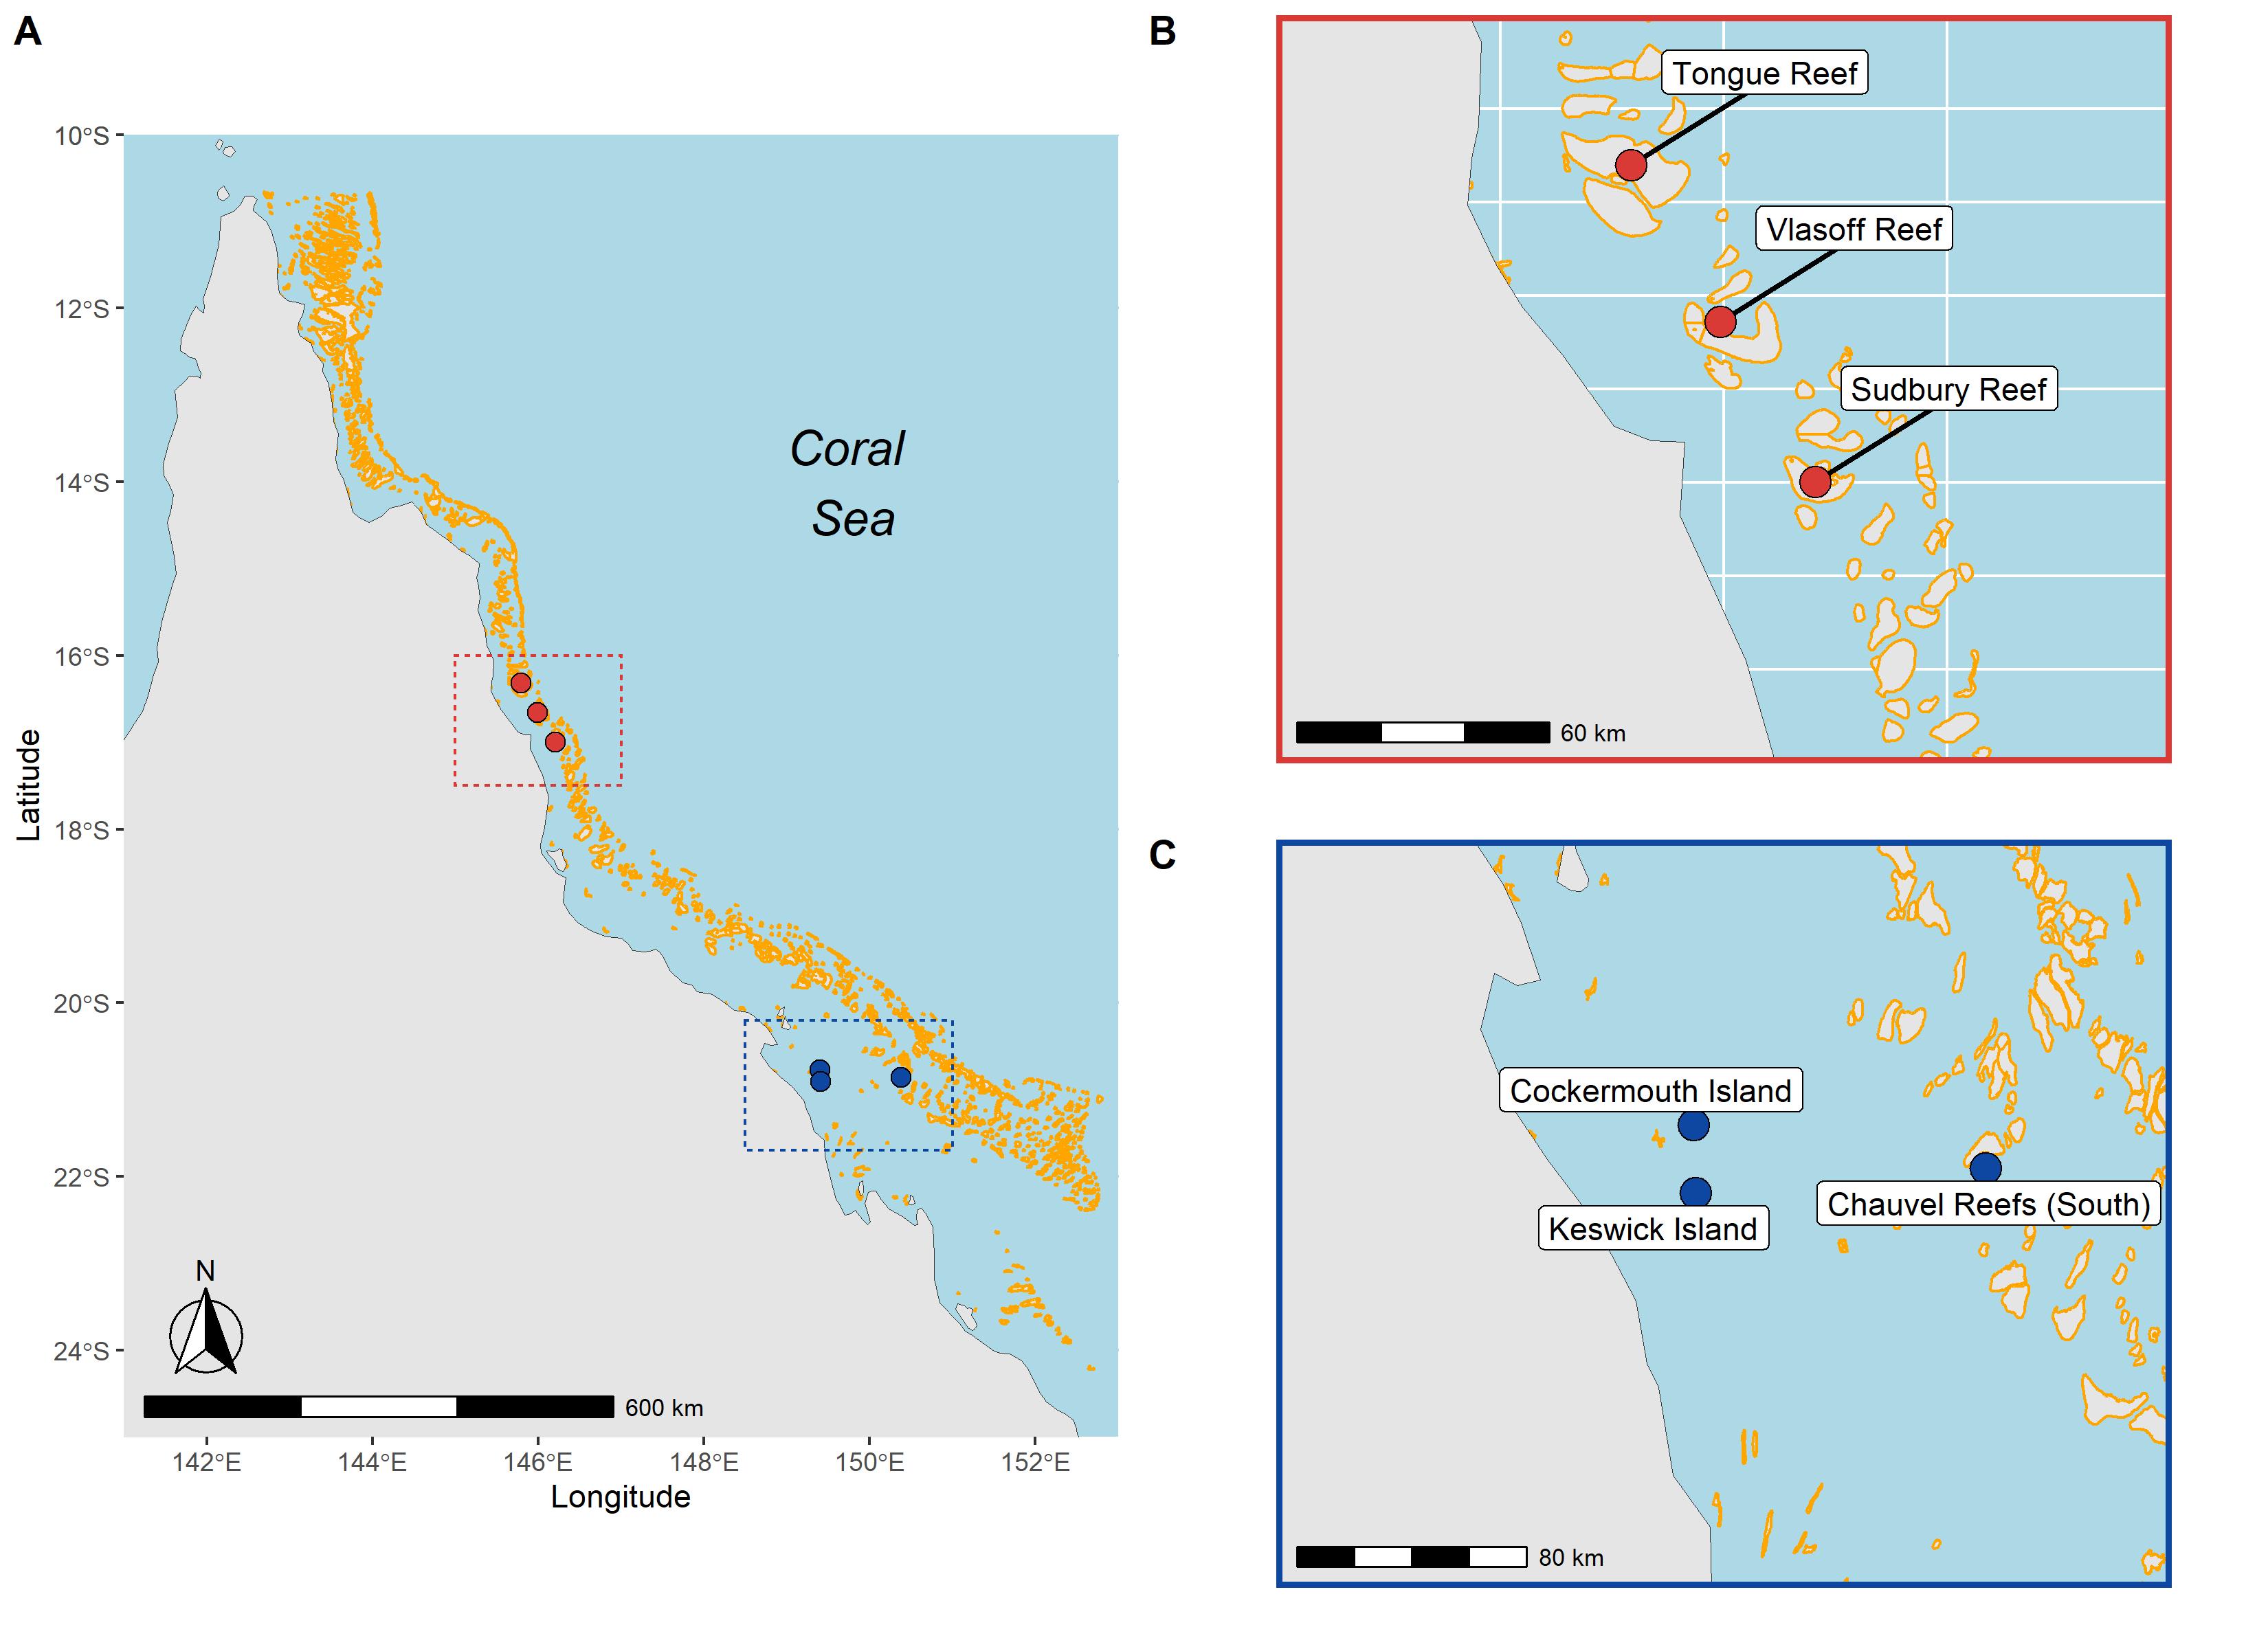 A
10°S
12°S
14°S
16°S
18°S
20°S
22°S
24°S
Latitude
Coral
Sea
N
600 km
142°E
144°E
146°E
148°E
150°E
152°E
Longitude
B
Tongue Reef
Vlasoff Reef
Sudbury Reef
60 km
C
Cockermouth Island
Keswick Island
Chauvel Reefs (South)
80 km